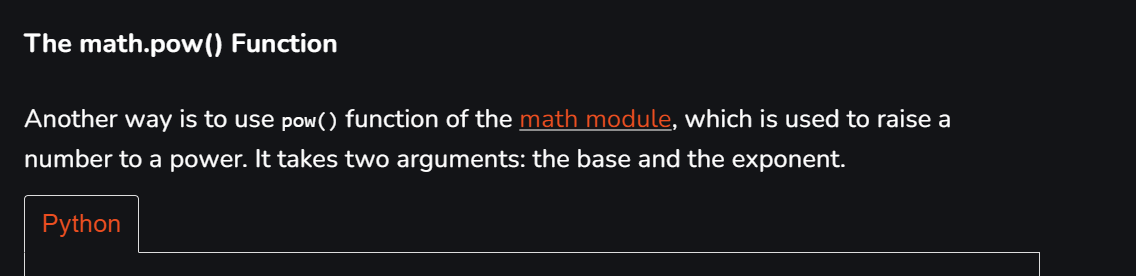 The math.pow() Function
Another way is to use pow() function of the math module, which is used to raise a
number to a power. It takes two arguments: the base and the exponent.
Python